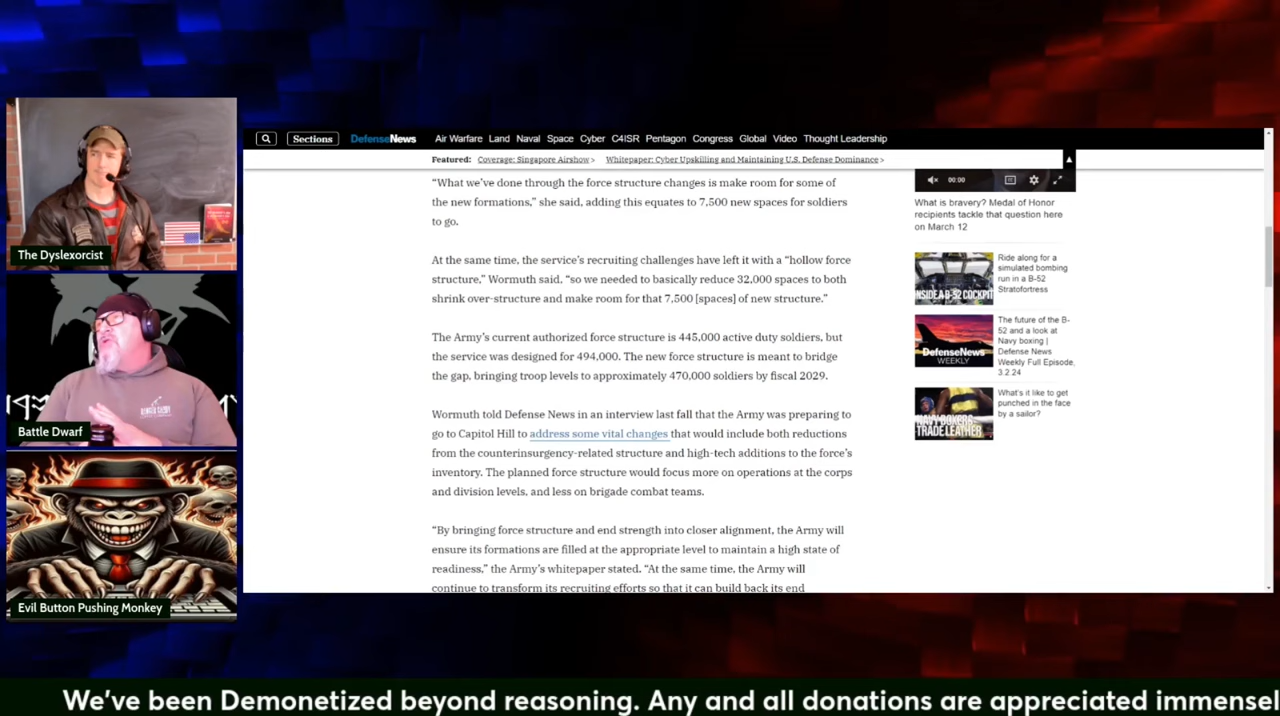 Sections
DefenseNews
Air Warfare Land Naval Space Cyber C4ISR Pentagon Congress Global Video Thought Leadership
Featured: Coverage: Singapore Airshow > Whitepaper: Cyber Upskilling and Maintaining U.S. Defense Dominance >
“What we’ve done through the force structure changes is make room for some of
the new formations,” she said, adding this equates to 7,500 new spaces for soldiers
to go.
At the same time, the service’s recruiting challenges have left it with a “hollow force
structure,” Wormuth said, “so we needed to basically reduce 32,000 spaces to both
shrink over-structure and make room for that 7,500 [spaces] of new structure.”
The Army’s current authorized force structure is 445,000 active duty soldiers, but
the service was designed for 494,000. The new force structure is meant to bridge
the gap, bringing troop levels to approximately 470,000 soldiers by fiscal 2029.
Wormuth told Defense News in an interview last fall that the Army was preparing to
go to Capitol Hill to address some vital changes that would include both reductions
from the counterinsurgency-related structure and high-tech additions to the force’s
inventory. The planned force structure would focus more on operations at the corps
and division levels, and less on brigade combat teams.
“By bringing force structure and end strength into closer alignment, the Army will
ensure its formations are filled at the appropriate level to maintain a high state of
readiness,” the Army’s whitepaper stated. “At the same time, the Army will
continue to transform its recruiting efforts so that it can build back its end
00:00
What is bravery? Medal of Honor
recipients tackle that question here
on March 12
INSIDE A B-52 COCKPIT
Ride along for a
simulated bombing
run in a B-52
Stratofortress
DefenseNews
WEEKLY
The future of the B-
52 and a look at
Navy boxing |
Defense News
Weekly Full Episode,
3.2.24
NAVY BOXERS
TRADE LEATHER
What’s it like to get
punched in the face
by a sailor?
The Dyslexorcist
Battle Dwarf
Evil Button Pushing Monkey
We’ve been Demonetized beyond reasoning. Any and all donations are appreciated immensel